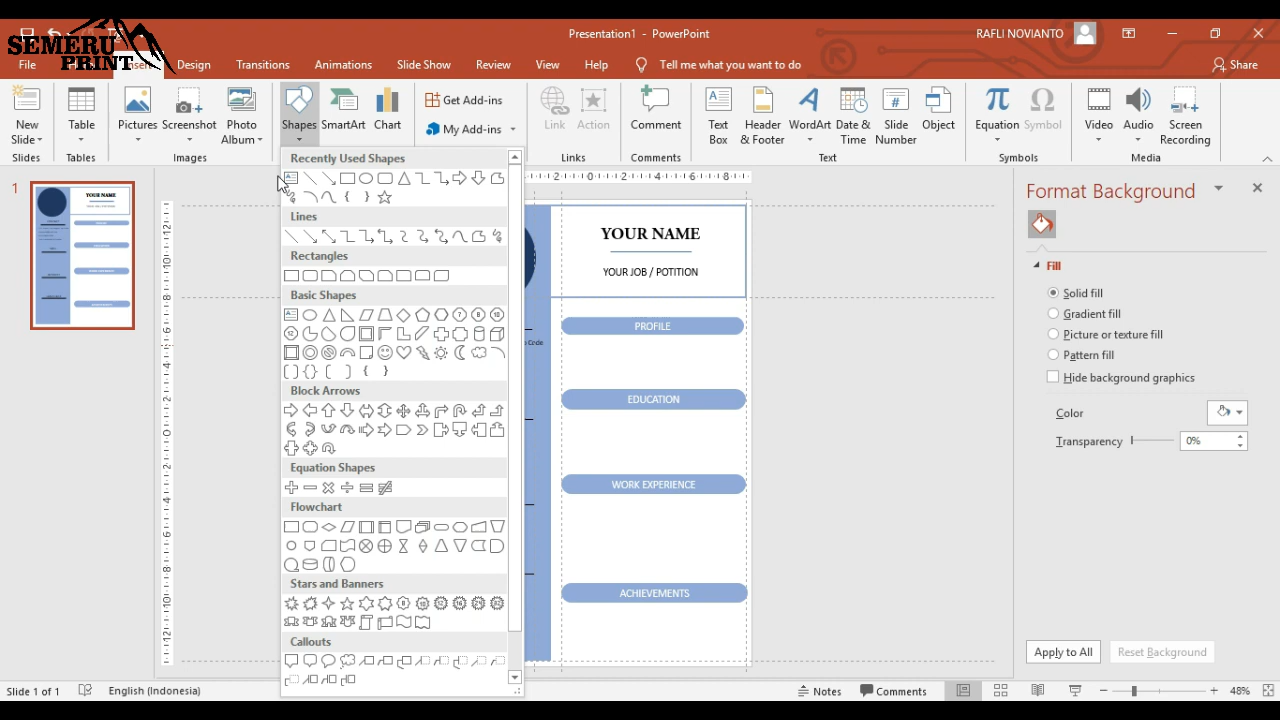 SEMERU
PRINT
Presentation1 - PowerPoint
RAFLI NOVIANTO
File
Insert
Design
Transitions
Animations
Slide Show
Review
View
Help
Tell me what you want to do
Share
New
Slide
Table
Pictures
Screenshot
Photo
Album
Shapes
SmartArt
Chart
Get Add-ins
My Add-ins
Link
Action
Comment
Text
Box
Header
& Footer
WordArt
Date &
Time
Slide
Number
Object
Equation
Symbol
Video
Audio
Screen
Recording
Slides
Tables
Images
Links
Comments
Text
Symbols
Media
Recently Used Shapes
Lines
Rectangles
Basic Shapes
Block Arrows
Equation Shapes
Flowchart
Stars and Banners
Callouts
1
YOUR NAME
YOUR JOB / POTITION
PROFILE
EDUCATION
WORK EXPERIENCE
ACHIEVEMENTS
Format Background
Fill
Solid fill
Gradient fill
Picture or texture fill
Pattern fill
Hide background graphics
Color
Transparency
0%
Apply to All
Reset Background
Slide 1 of 1
English (Indonesia)
Notes
Comments
48%